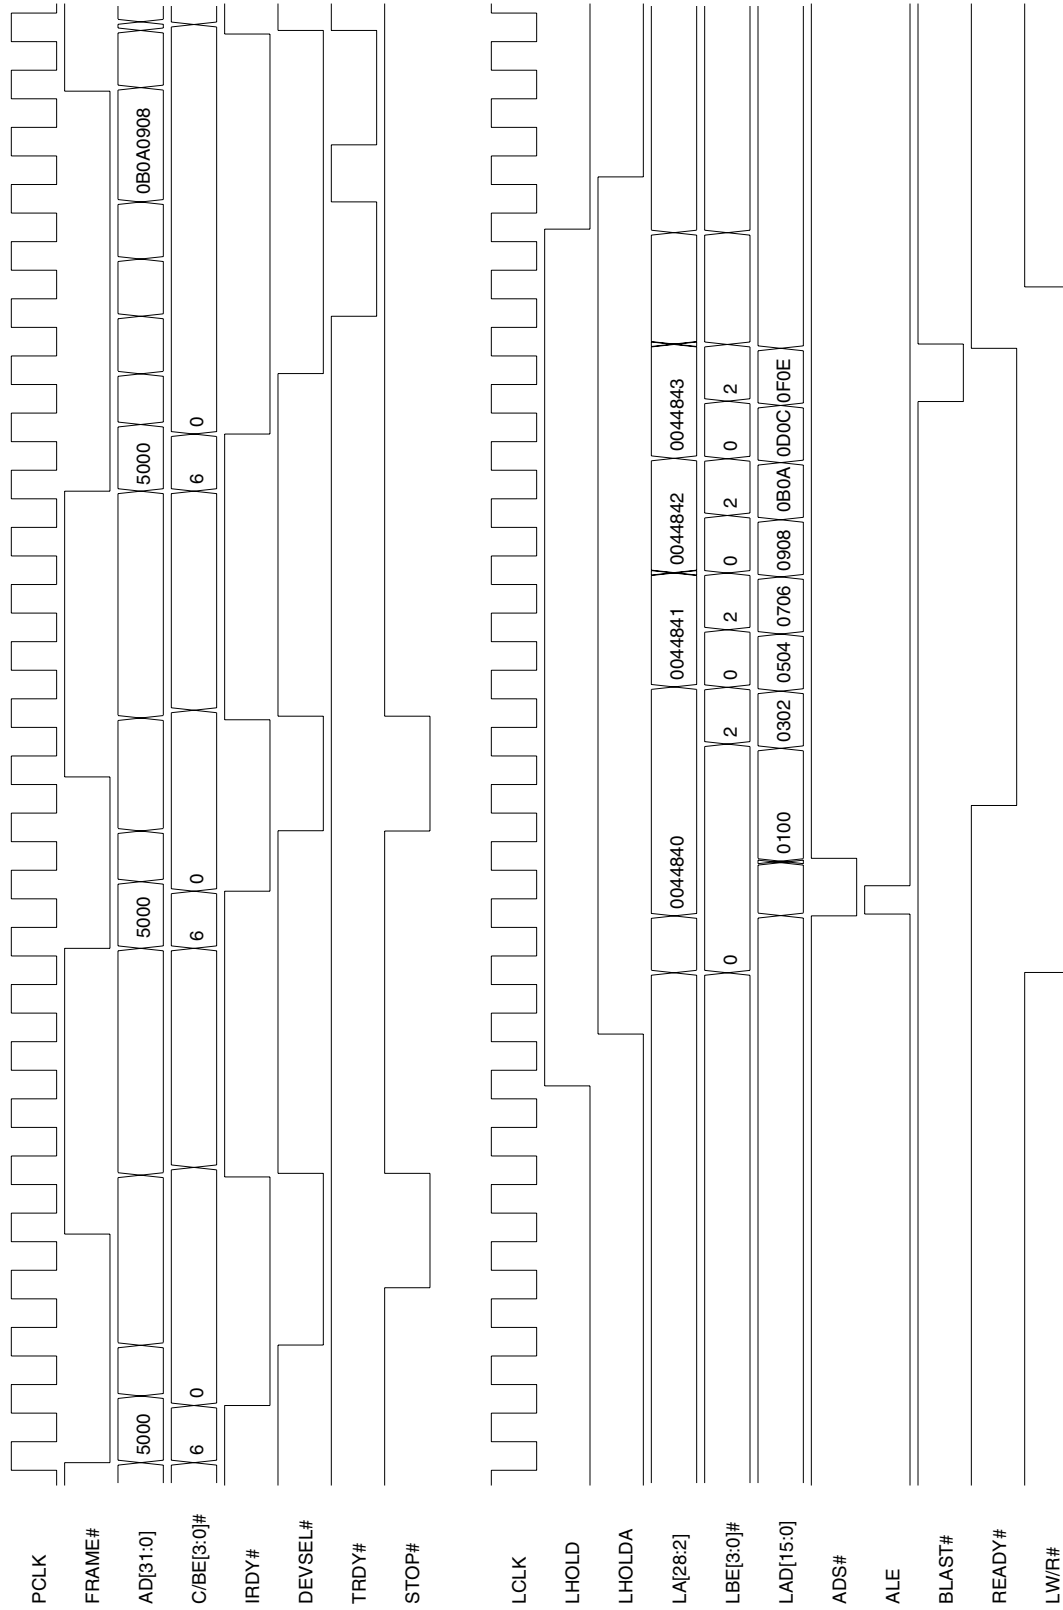 PCLK
FRAME#
AD[31:0] 5000 5000 5000 0B0A0908
C/BE[3:0]# 6 0 6 0 6 0
IRDY#
DEVSEL#
TRDY#
STOP#
LCLK
LHOLD
LHOLDA
LA[28:2] 0044840 0044841 0044842 0044843
LBE[3:0]# 0 2 0 2 0 2 0 2
LAD[15:0] 0100 0302 0504 0706 0908 0B0A 0D0C 0F0E
ADS#
ALE
BLAST#
READY#
LW/R#